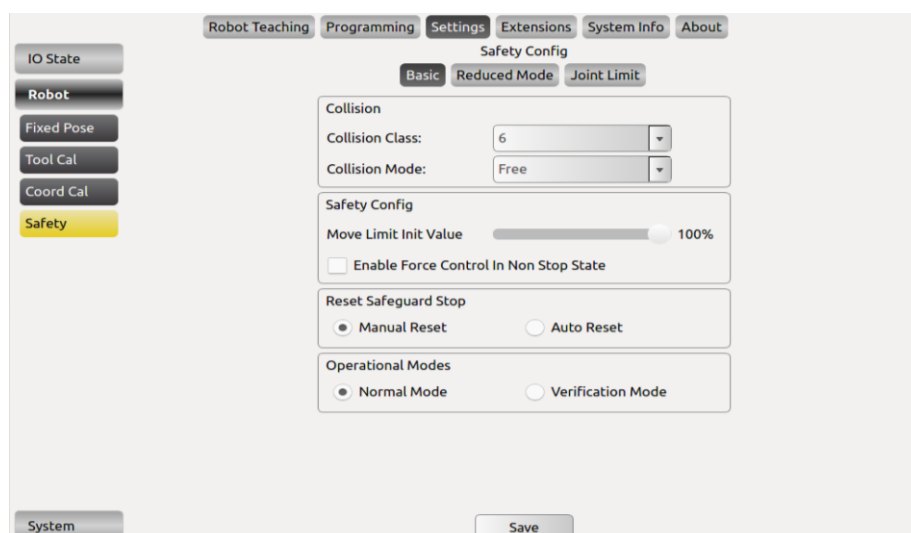 Robot Teaching Programming Settings Extensions System Info About
IO State
Robot
Fixed Pose
Tool Cal
Coord Cal
Safety
System
Safety Config
Basic Reduced Mode Joint Limit
Collision
Collision Class: 6
Collision Mode: Free
Safety Config
Move Limit Init Value 100%
Enable Force Control In Non Stop State
Reset Safeguard Stop
Manual Reset Auto Reset
Operational Modes
Normal Mode Verification Mode
Save